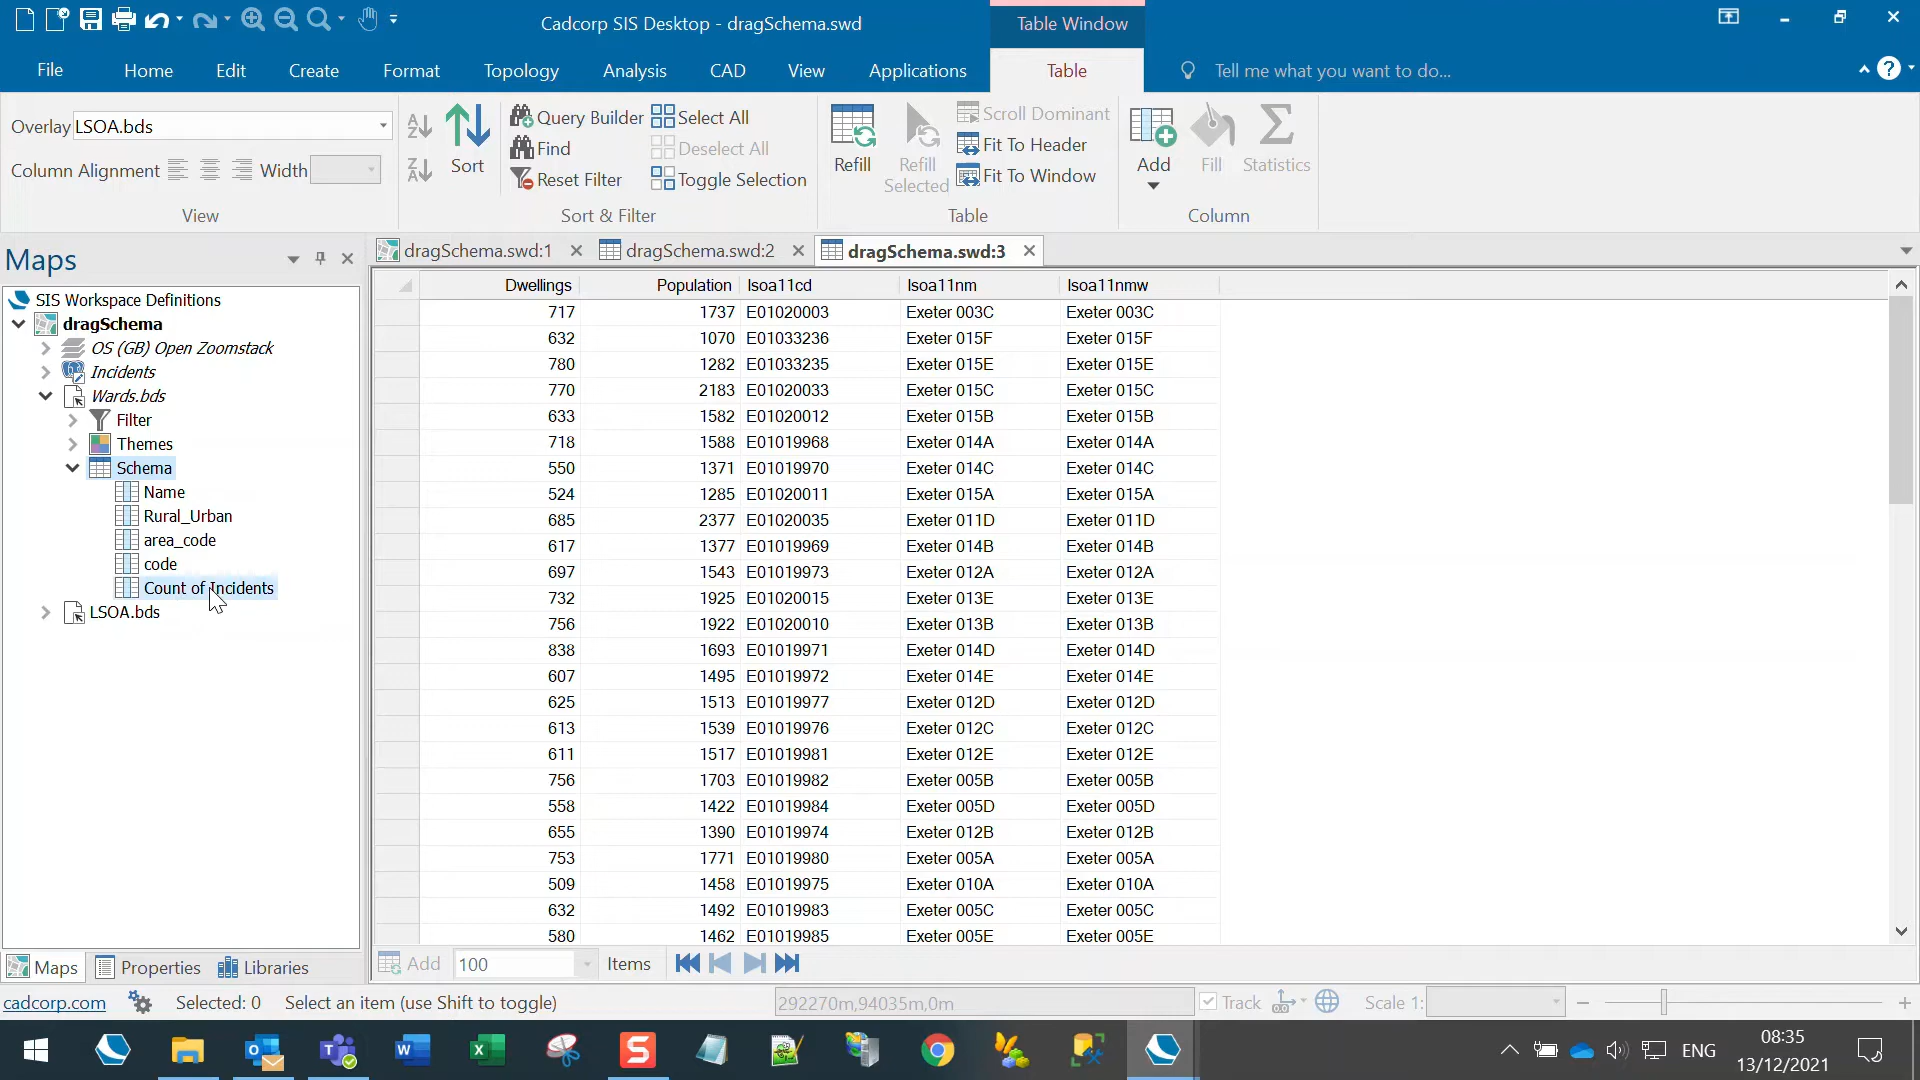 Cadcorp SIS Desktop - dragSchema.swd
Table Window
File Home Edit Create Format Topology Analysis CAD View Applications Table Tell me what you want to do...
Overlay LSOA.bds
Column Alignment Width
View
Sort
Query Builder
Find
Reset Filter
Select All
Deselect All
Toggle Selection
Sort & Filter
Refill
Refill Selected
Scroll Dominant
Fit To Header
Fit To Window
Table
Add
Fill
Statistics
Column
Maps
SIS Workspace Definitions
dragSchema
OS (GB) Open Zoomstack
Incidents
Wards.bds
Filter
Themes
Schema
Name
Rural_Urban
area_code
code
Count of Incidents
LSOA.bds
Maps Properties Libraries
dragSchema.swd:1 dragSchema.swd:2 dragSchema.swd:3
Dwellings Population lsoa11cd lsoa11nm lsoa11nmw
717 1737 E01020003 Exeter 003C Exeter 003C
632 1070 E01033236 Exeter 015F Exeter 015F
780 1282 E01033235 Exeter 015E Exeter 015E
770 2183 E01020033 Exeter 015C Exeter 015C
633 1582 E01020012 Exeter 015B Exeter 015B
718 1588 E01019968 Exeter 014A Exeter 014A
550 1371 E01019970 Exeter 014C Exeter 014C
524 1285 E01020011 Exeter 015A Exeter 015A
685 2377 E01020035 Exeter 011D Exeter 011D
617 1377 E01019969 Exeter 014B Exeter 014B
697 1543 E01019973 Exeter 012A Exeter 012A
732 1925 E01020015 Exeter 013E Exeter 013E
756 1922 E01020010 Exeter 013B Exeter 013B
838 1693 E01019971 Exeter 014D Exeter 014D
607 1495 E01019972 Exeter 014E Exeter 014E
625 1513 E01019977 Exeter 012D Exeter 012D
613 1539 E01019976 Exeter 012C Exeter 012C
611 1517 E01019981 Exeter 012E Exeter 012E
756 1703 E01019982 Exeter 005B Exeter 005B
558 1422 E01019984 Exeter 005D Exeter 005D
655 1390 E01019974 Exeter 012B Exeter 012B
753 1771 E01019980 Exeter 005A Exeter 005A
509 1458 E01019975 Exeter 010A Exeter 010A
632 1492 E01019983 Exeter 005C Exeter 005C
580 1462 E01019985 Exeter 005E Exeter 005E
Add 100 Items
cadcorp.com Selected: 0 Select an item (use Shift to toggle) 292270m,94035m,0m Track Scale 1:
ENG
08:35
13/12/2021